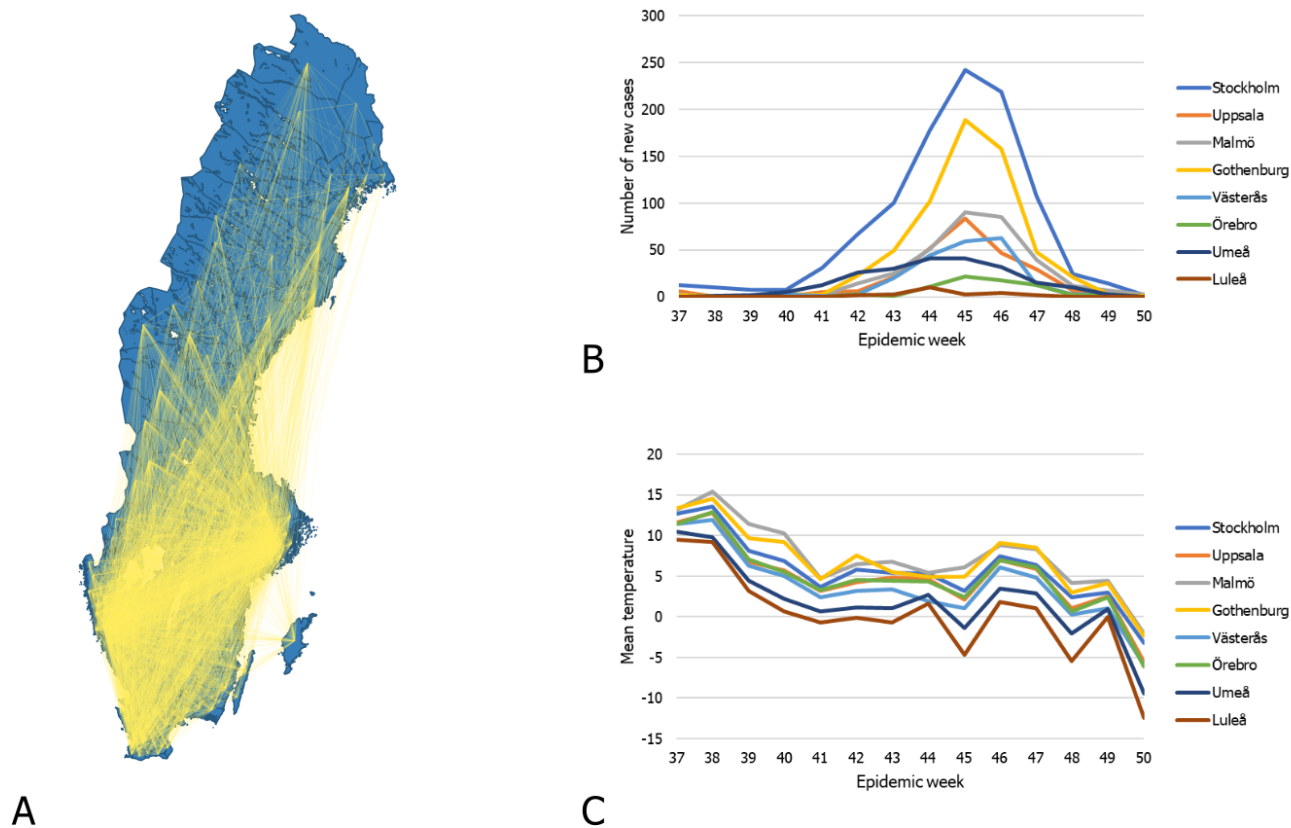 A
Number of new cases
300
250
200
150
100
50
0
37 38 39 40 41 42 43 44 45 46 47 48 49 50
Epidemic week
Stockholm
Uppsala
Malmö
Gothenburg
Västerås
Örebro
Umeå
Luleå
B
Mean temperature
20
15
10
5
0
-5
-10
-15
37 38 39 40 41 42 43 44 45 46 47 48 49 50
Epidemic week
Stockholm
Uppsala
Malmö
Gothenburg
Västerås
Örebro
Umeå
Luleå
C